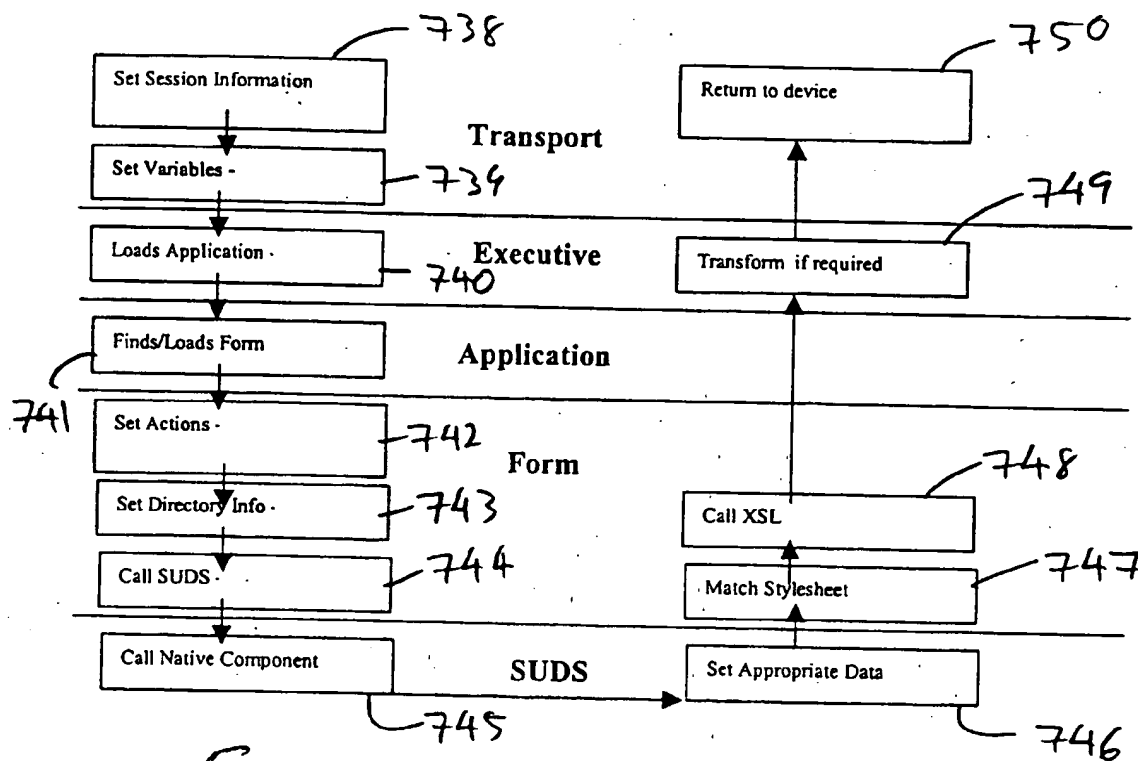 738
750
Set Session Information
Return to device
Transport
Set Variables -
739
749
Loads Application -
740
Executive
Transform if required
Finds/Loads Form
741
Application
Set Actions -
742
Form
748
Set Directory Info -
743
Call XSL
Call SUDS -
744
747
Match Stylesheet
Call Native Component
745
SUDS
Set Appropriate Data
746